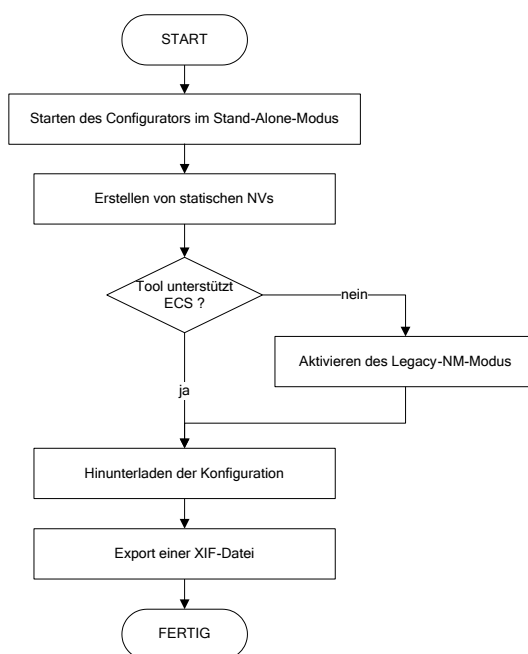 START
Starten des Configurators im Stand-Alone-Modus
Erstellen von statischen NVs
Tool unterstützt
ECS ?
nein
Aktivieren des Legacy-NM-Modus
ja
Hinunterladen der Konfiguration
Export einer XIF-Datei
FERTIG